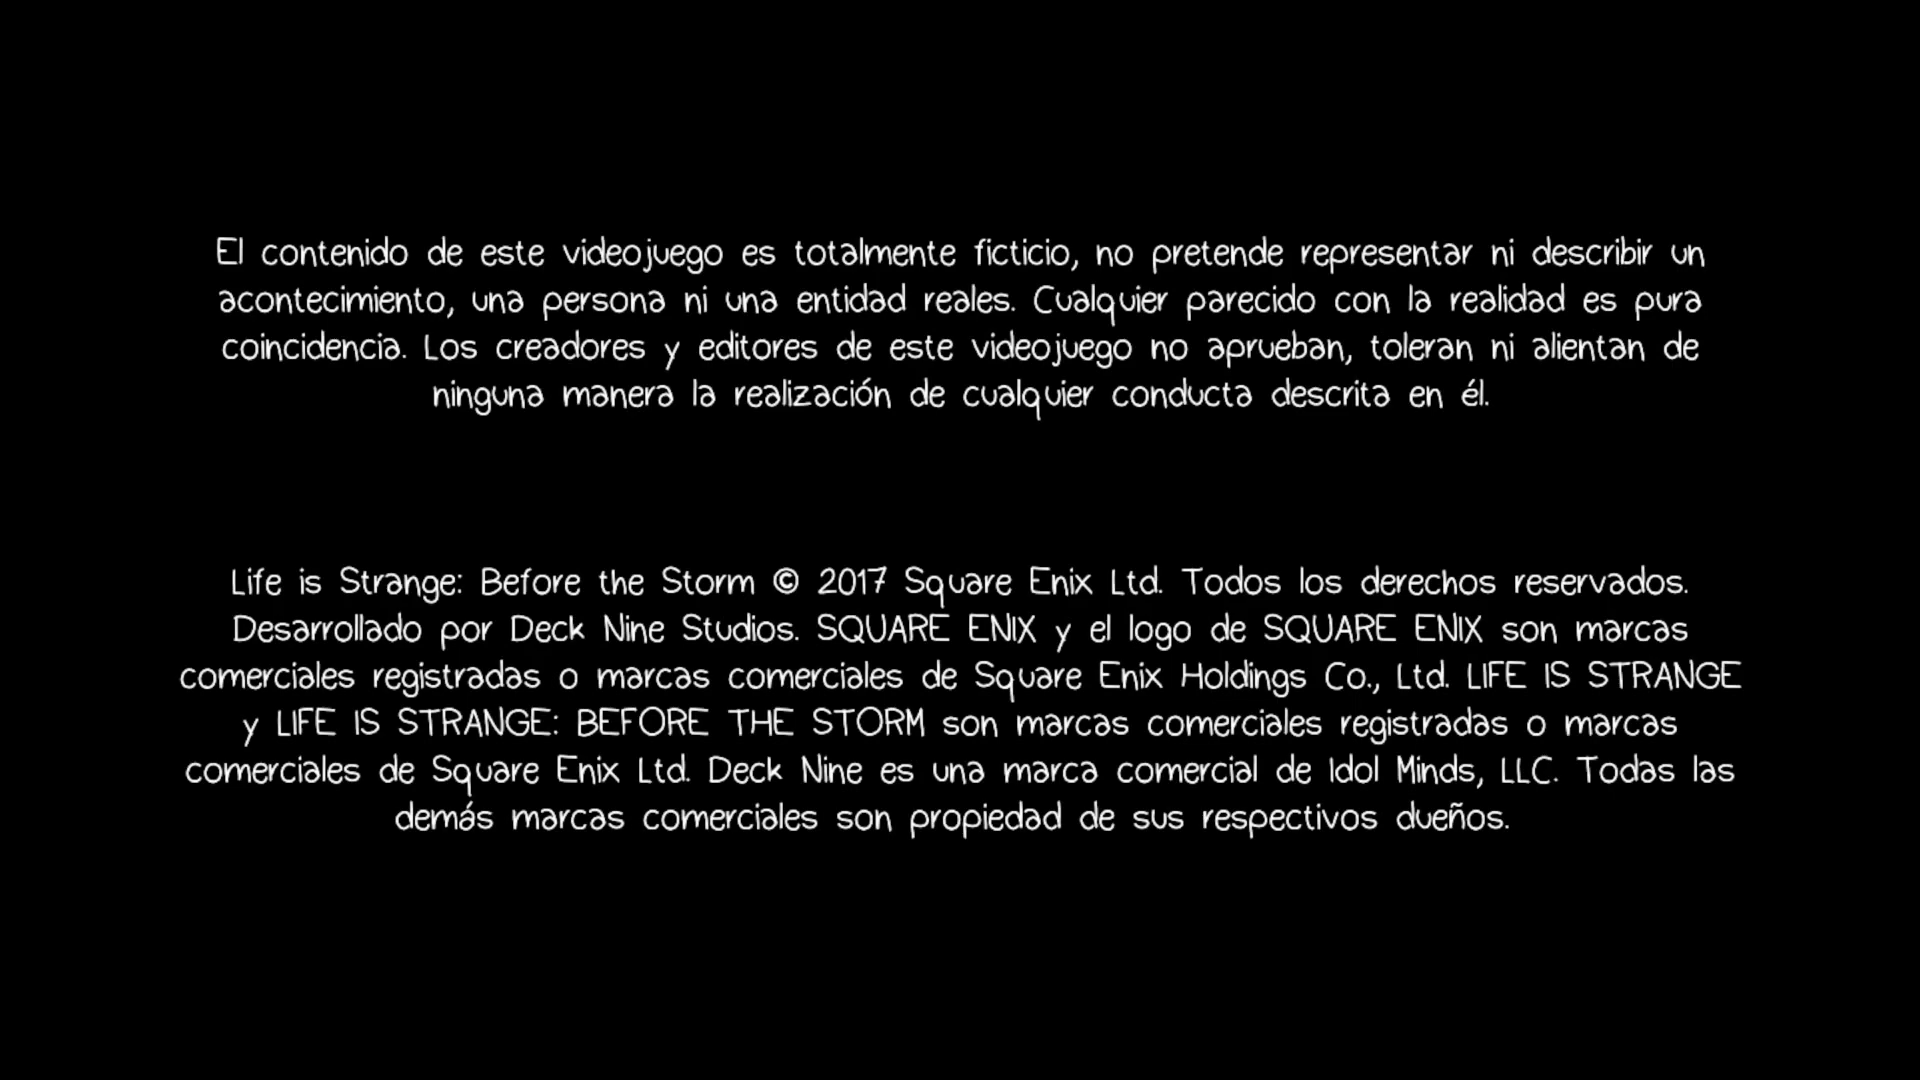 El contenido de este videojuego es totalmente ficticio, no pretende representar ni describir un
acontecimiento, una persona ni una entidad reales. Cualquier parecido con la realidad es pura
coincidencia. Los creadores y editores de este videojuego no aprueban, toleran ni alientan de
ninguna manera la realización de cualquier conducta descrita en él.
Life is Strange: Before the Storm © 2017 Square Enix Ltd. Todos los derechos reservados.
Desarrollado por Deck Nine Studios. SQUARE ENIX y el logo de SQUARE ENIX son marcas
comerciales registradas o marcas comerciales de Square Enix Holdings Co., Ltd. LIFE IS STRANGE
y LIFE IS STRANGE: BEFORE THE STORM son marcas comerciales registradas o marcas
comerciales de Square Enix Ltd. Deck Nine es una marca comercial de Idol Minds, LLC. Todas las
demás marcas comerciales son propiedad de sus respectivos dueños.